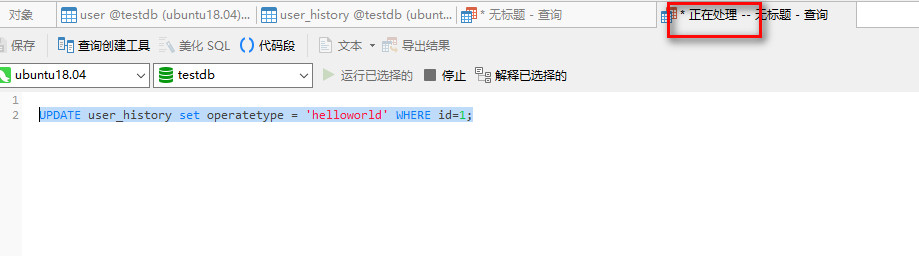 对象 user @testdb (ubuntu18.04)... user_history @testdb (ubunt... * 无标题 - 查询 * 正在处理 -- 无标题 - 查询
保存 查询创建工具 美化 SQL () 代码段 文本 导出结果
ubuntu18.04 testdb 运行已选择的 停止 解释已选择的
1
2 UPDATE user_history set operatetype = 'helloworld' WHERE id=1;